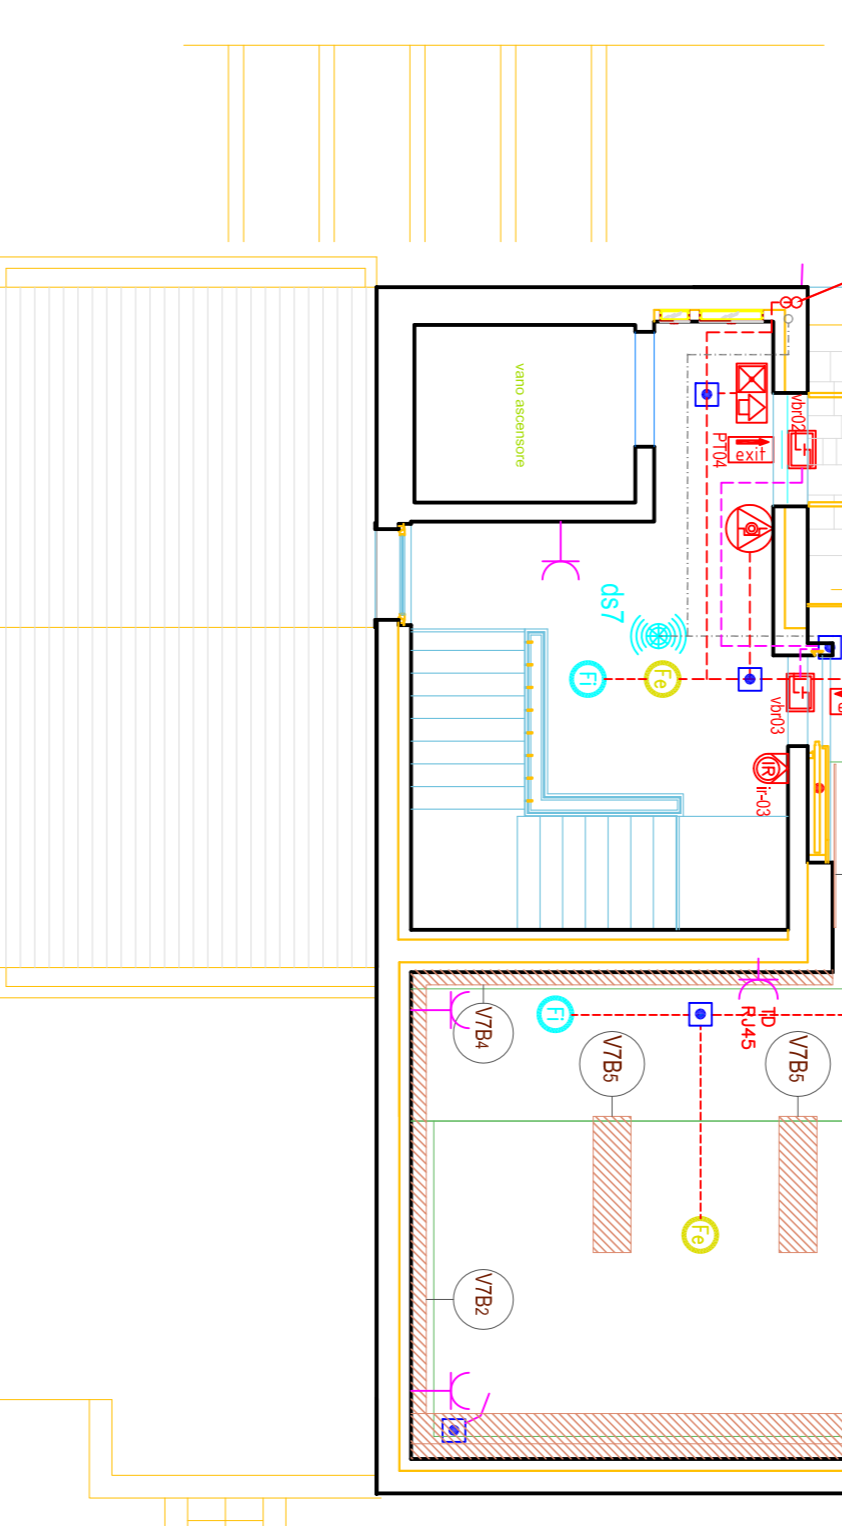 vano ascensore
vbr02
PT04
exit
ds7
Fi
Fe
vbr03
IR
ir-03
TD
RJ45
Fi
V7B4
V7B5
V7B5
Fe
V7B2